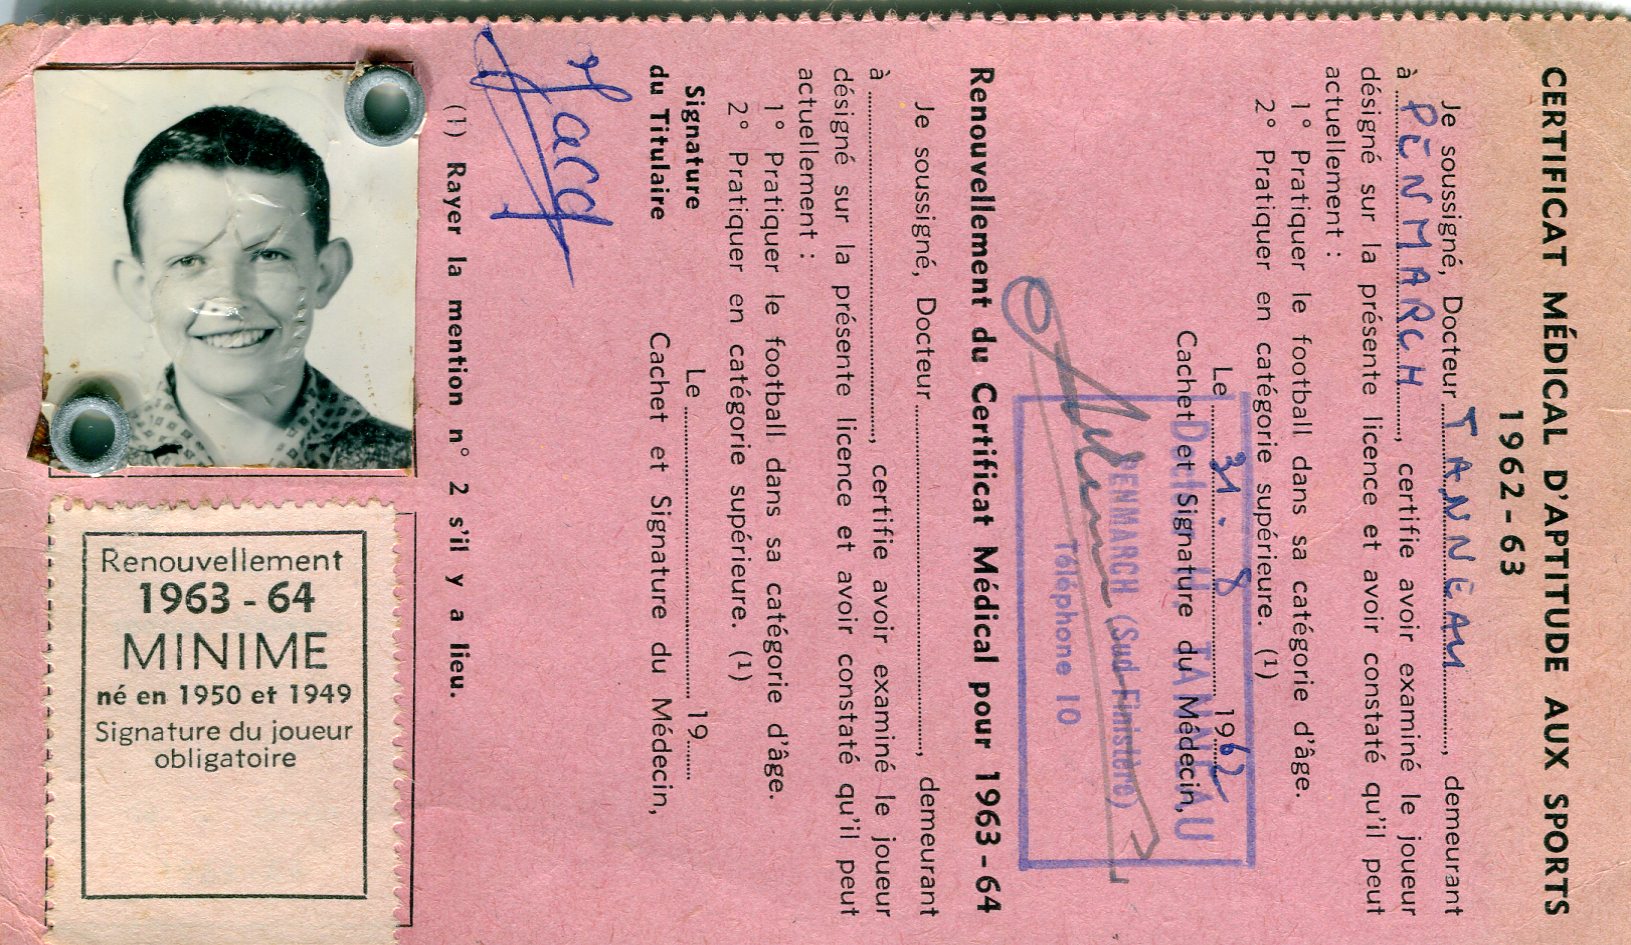 CERTIFICAT MÉDICAL D'APTITUDE AUX SPORTS
1962-63
Je soussigné, Docteur TANNEAU, demeurant
à PENMARCH, certifie avoir examiné le joueur
désigné sur la présente licence et avoir constaté qu'il peut
actuellement :
1° Pratiquer le football dans sa catégorie d'âge.
2° Pratiquer en catégorie supérieure. (1)
Le 31.8 1962
Cachet et Signature du Médecin,
Docteur H. TANNEAU
PENMARCH (Sud-Finistère)
Téléphone 10
Renouvellement du Certificat Médical pour 1963-64
Je soussigné, Docteur ................, demeurant
à ................, certifie avoir examiné le joueur
désigné sur la présente licence et avoir constaté qu'il peut
actuellement :
1° Pratiquer le football dans sa catégorie d'âge.
2° Pratiquer en catégorie supérieure. (1)
Le ................ 19......
Signature
du Titulaire
Cachet et Signature du Médecin,
(1) Rayer la mention n° 2 s'il y a lieu.
Renouvellement
1963 - 64
MINIME
né en 1950 et 1949
Signature du joueur
obligatoire